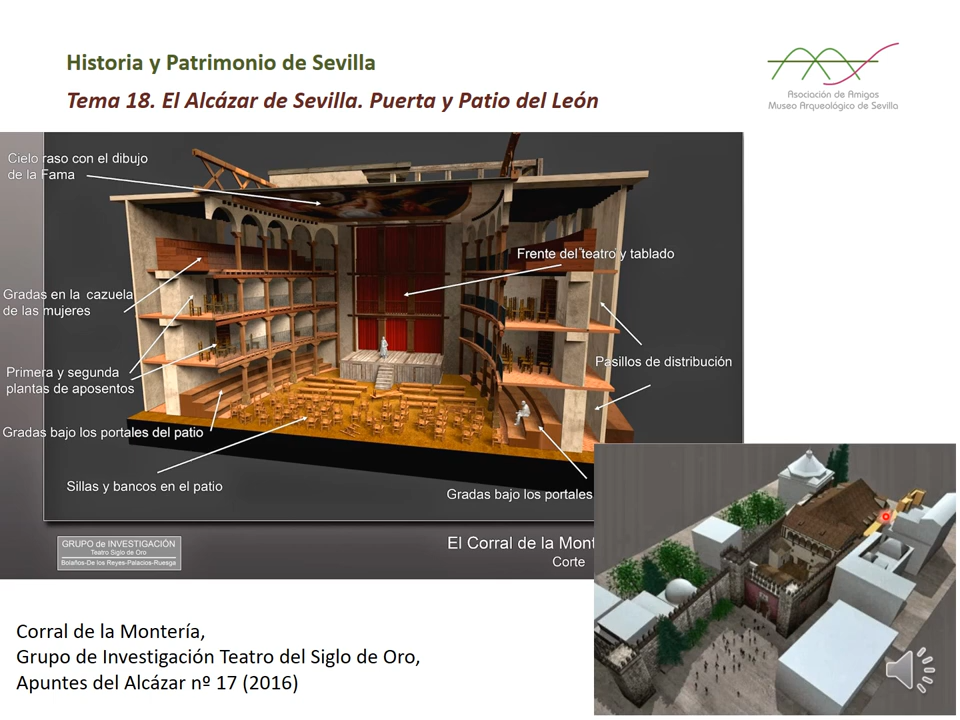 Historia y Patrimonio de Sevilla
Tema 18. El Alcázar de Sevilla. Puerta y Patio del León
Asociación de Amigos
Museo Arqueológico de Sevilla
Cielo raso con el dibujo
de la Fama
Frente del teatro y tablado
Gradas en la cazuela
de las mujeres
Pasillos de distribución
Primera y segunda
plantas de aposentos
Gradas bajo los portales del patio
Sillas y bancos en el patio
Gradas bajo los portales
GRUPO de INVESTIGACIÓN
Teatro Siglo de Oro
Bolaños-De los Reyes-Palacios-Ruesga
El Corral de la Mont
Corte
Corral de la Montería,
Grupo de Investigación Teatro del Siglo de Oro,
Apuntes del Alcázar nº 17 (2016)